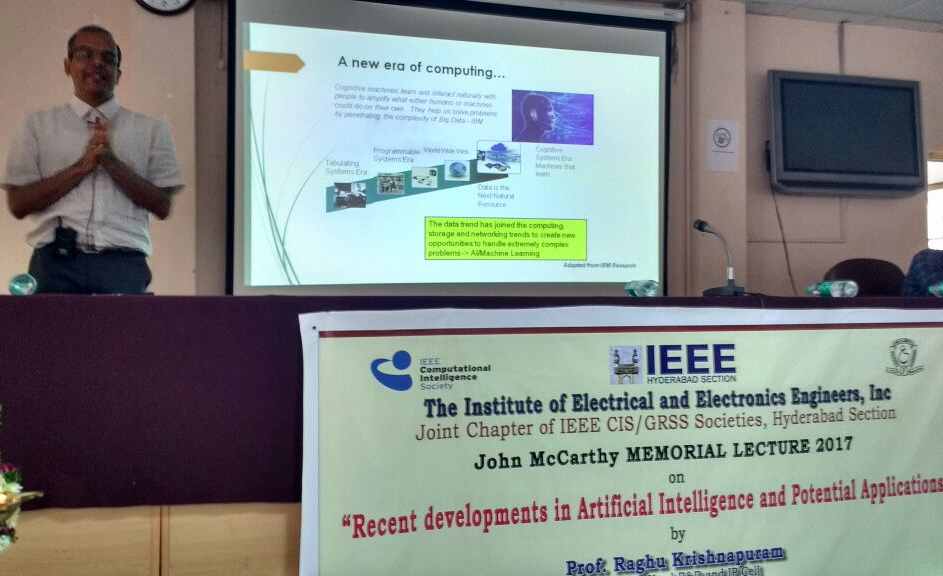 A new era of computing...
Cognitive machines learn and interact naturally with
people to amplify what either humans or machines
could do on their own. They help us solve problems
by penetrating the complexity of Big Data - IBM
Tabulating
Systems Era
Programmable
Systems Era
World Wide Web
Data is the
Next Natural
Resource
Cognitive
Systems Era
Machines that
learn
The data trend has joined the computing,
storage and networking trends to create new
opportunities to handle extremely complex
problems -> AI/Machine Learning
Adapted from IBM Research
IEEE
Computational
Intelligence
Society
IEEE
HYDERABAD SECTION
The Institute of Electrical and Electronics Engineers, Inc
Joint Chapter of IEEE CIS/GRSS Societies, Hyderabad Section
John McCarthy MEMORIAL LECTURE 2017
on
"Recent developments in Artificial Intelligence and Potential Applications
by
Prof. Raghu Krishnapuram